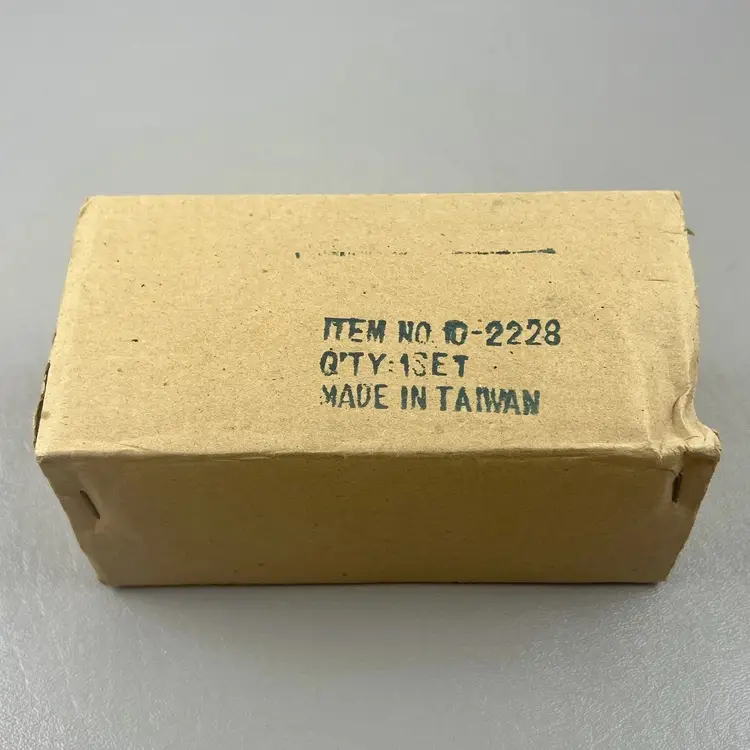 ITEM NO. 10-2228
Q'TY:1SET
MADE IN TAIWAN